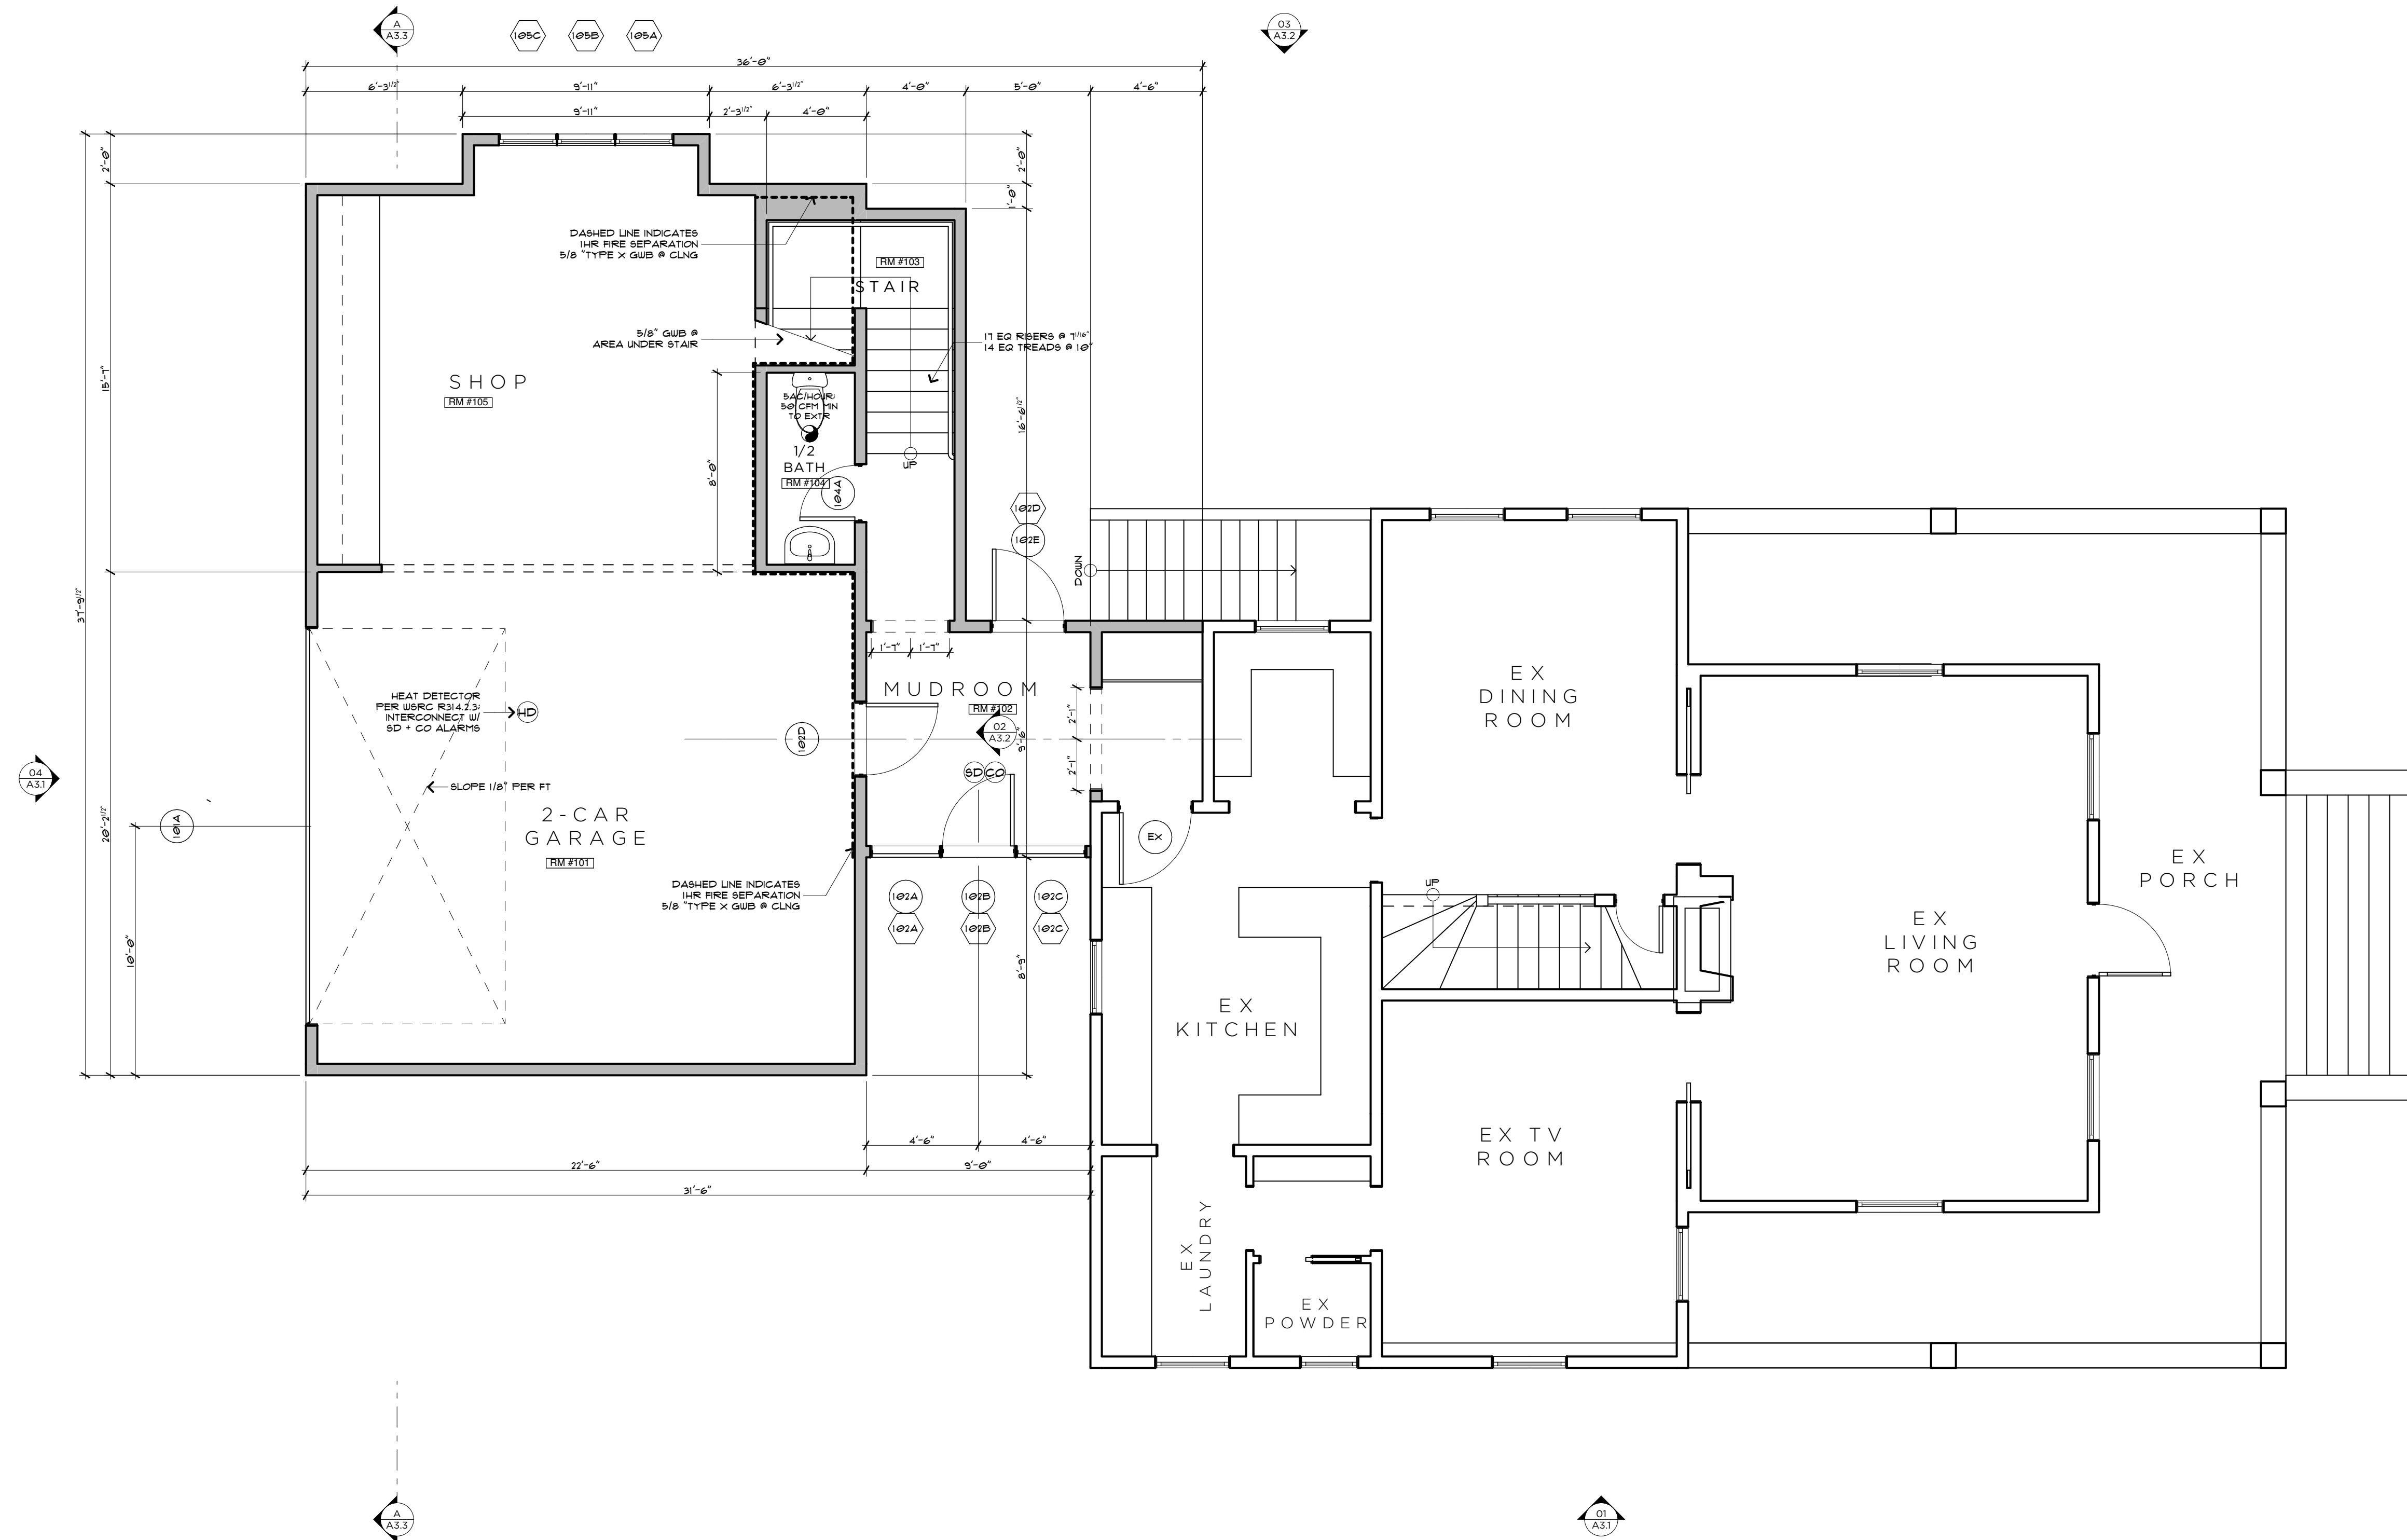 A
A3.3
105C
105B
105A
03
A3.2
36'-0"
6'-3 1/2"
9'-11"
6'-3 1/2"
4'-0"
5'-0"
4'-6"
9'-11"
2'-3 1/2"
4'-0"
2'-0"
2'-0"
1'-0"
DASHED LINE INDICATES
1HR FIRE SEPARATION
5/8 "TYPE X GWB @ CLNG
RM #103
STAIR
5/8" GWB @
AREA UNDER STAIR
17 EQ RISERS @ 7 1/16"
14 EQ TREADS @ 10"
15'-7"
SHOP
RM #105
5AC/HOUR:
50 CFM MIN
TO EXTR
1/2
BATH
RM #104
104A
8'-0"
16'-6 1/2"
UP
102D
102E
DOWN
37'-9 1/2"
1'-7"
1'-7"
MUDROOM
RM #102
HEAT DETECTOR
PER WSRC R314.2.3:
INTERCONNECT W/
SD + CO ALARMS
HD
102D
02
A3.2
9'-6"
2'-1"
2'-1"
SD
CO
EX
DINING
ROOM
04
A3.1
SLOPE 1/8" PER FT
101A
2-CAR
GARAGE
RM #101
20'-2 1/2"
10'-0"
EX
DASHED LINE INDICATES
1HR FIRE SEPARATION
5/8 "TYPE X GWB @ CLNG
102A
102B
102C
102A
102B
102C
8'-9"
UP
EX
PORCH
EX
LIVING
ROOM
EX
KITCHEN
EX TV
ROOM
4'-6"
4'-6"
22'-6"
9'-0"
31'-6"
EX
LAUNDRY
EX
POWDER
A
A3.3
01
A3.1